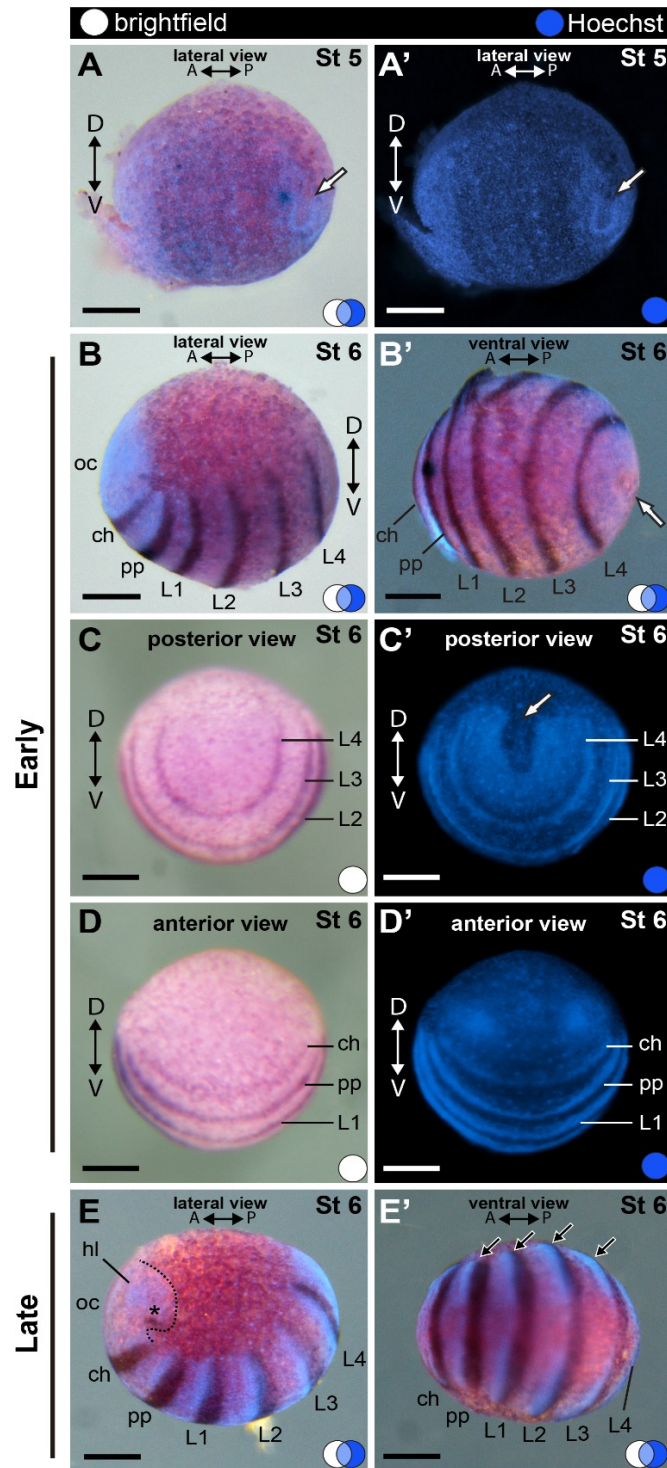 brightfield Hoechst
A lateral view St 5
A P
D
V
A' lateral view St 5
A P
D
V
Early
B lateral view St 6
A P
D
V
oc
ch
pp
L1
L2
L3
L4
B' ventral view St 6
A P
ch
pp
L1
L2
L3
L4
C posterior view St 6
D
V
L4
L3
L2
C' posterior view St 6
D
V
L4
L3
L2
D anterior view St 6
D
V
ch
pp
L1
D' anterior view St 6
D
V
ch
pp
L1
Late
E lateral view St 6
A P
hl
oc
*
ch
pp
L1
L2
L3
L4
E' ventral view St 6
A P
ch
pp
L1
L2
L3
L4